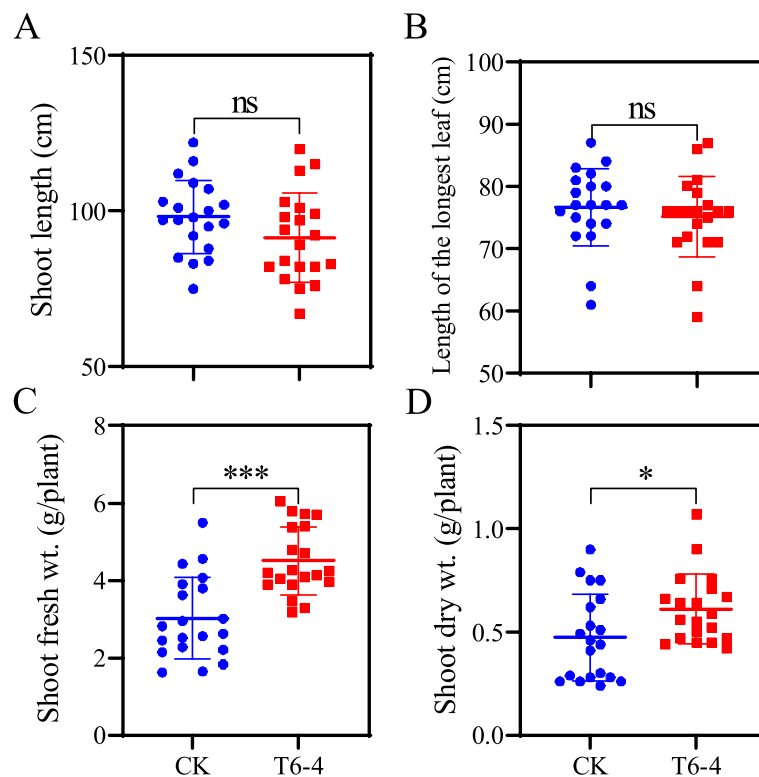 A
Shoot length (cm)
150
100
50
ns
B
Length of the longest leaf (cm)
100
90
80
70
60
50
ns
C
Shoot fresh wt. (g/plant)
8
6
4
2
0
***
CK
T6-4
D
Shoot dry wt. (g/plant)
1.5
1.0
0.5
0.0
*
CK
T6-4